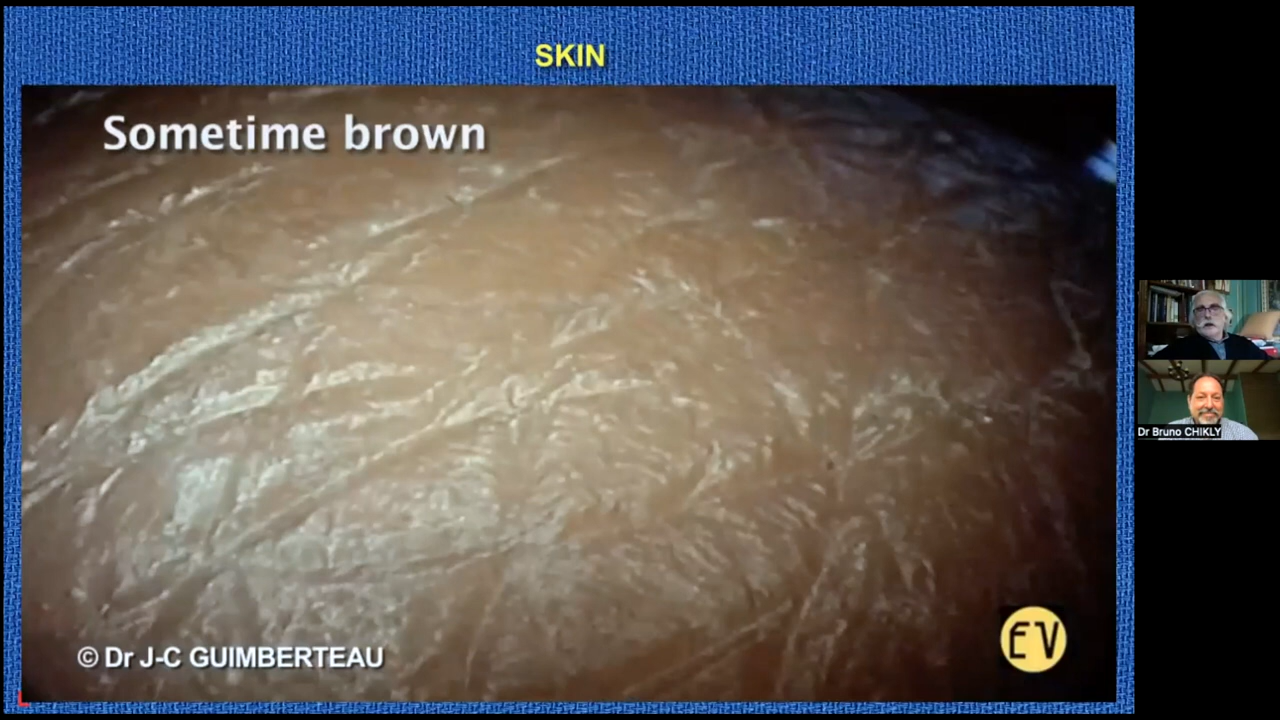 SKIN
Sometime brown
© Dr J-C GUIMBERTEAU
EV
Dr Bruno CHIKLY